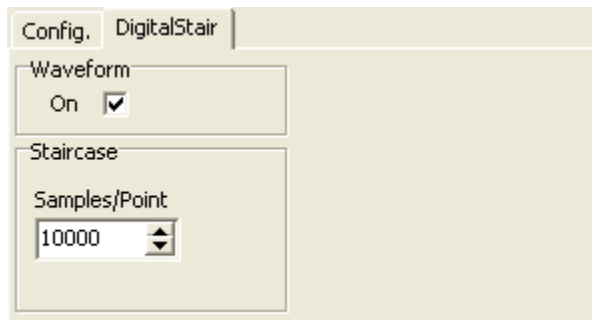 Config. DigitalStair
Waveform
On
Staircase
Samples/Point
10000